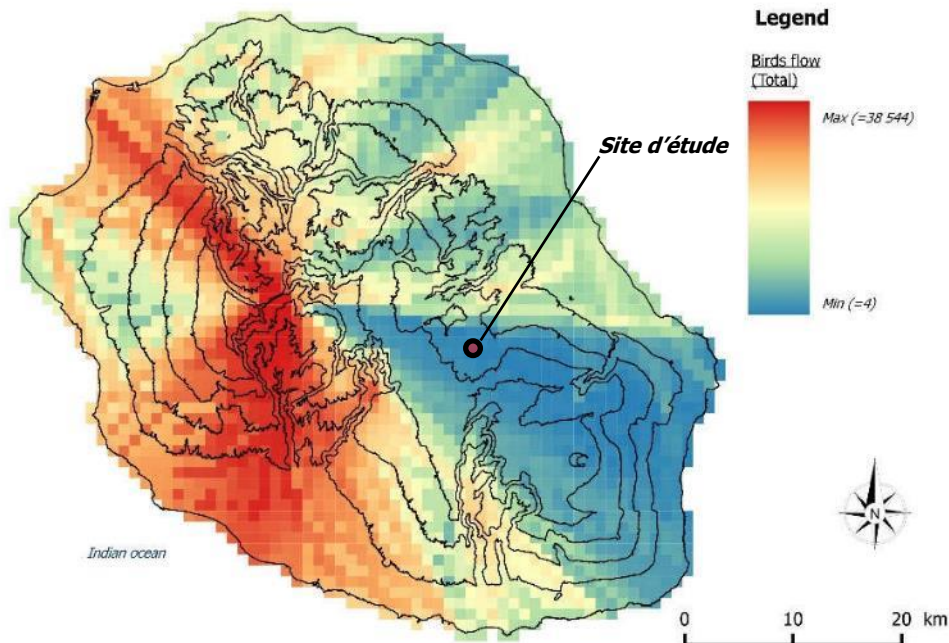 Legend
Birds flow
(Total)
Max (=38 544)
Min (=4)
Site d'étude
Indian ocean
N
0 10 20 km